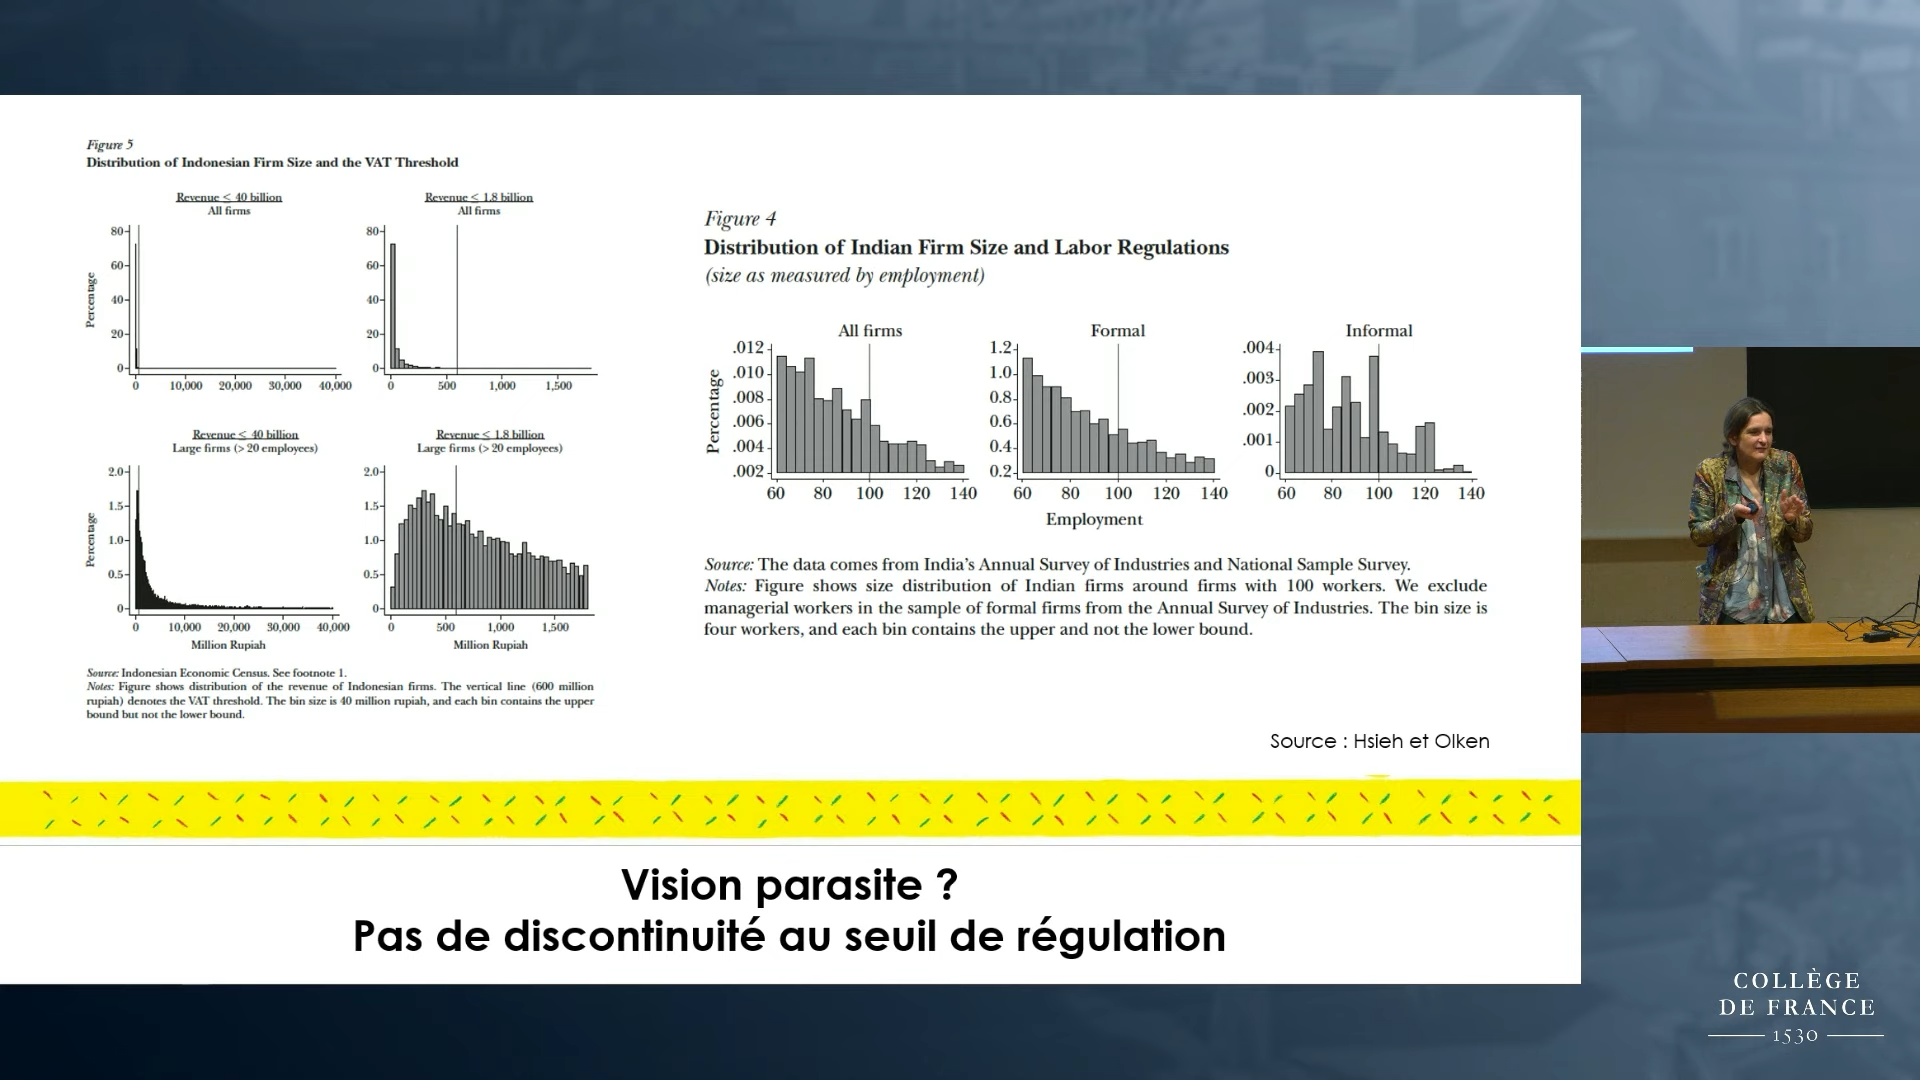 Figure 5
Distribution of Indonesian Firm Size and the VAT Threshold
Revenue ≤ 40 billion
All firms
Revenue ≤ 1.8 billion
All firms
Percentage
80
60
40
20
0
0 10,000 20,000 30,000 40,000
80
60
40
20
0
0 500 1,000 1,500
Revenue ≤ 40 billion
Large firms (> 20 employees)
Revenue ≤ 1.8 billion
Large firms (> 20 employees)
Percentage
2.0
1.5
1.0
0.5
0
0 10,000 20,000 30,000 40,000
Million Rupiah
2.0
1.5
1.0
0.5
0
0 500 1,000 1,500
Million Rupiah
Source: Indonesian Economic Census. See footnote 1.
Notes: Figure shows distribution of the revenue of Indonesian firms. The vertical line (600 million
rupiah) denotes the VAT threshold. The bin size is 40 million rupiah, and each bin contains the upper
bound but not the lower bound.
Figure 4
Distribution of Indian Firm Size and Labor Regulations
(size as measured by employment)
All firms
Formal
Informal
Percentage
.012
.010
.008
.006
.004
.002
60 80 100 120 140
1.2
1.0
0.8
0.6
0.4
0.2
60 80 100 120 140
.004
.003
.002
.001
0
60 80 100 120 140
Employment
Source: The data comes from India's Annual Survey of Industries and National Sample Survey.
Notes: Figure shows size distribution of Indian firms around firms with 100 workers. We exclude
managerial workers in the sample of formal firms from the Annual Survey of Industries. The bin size is
four workers, and each bin contains the upper and not the lower bound.
Source : Hsieh et Olken
Vision parasite ?
Pas de discontinuité au seuil de régulation
COLLÈGE
DE FRANCE
1530